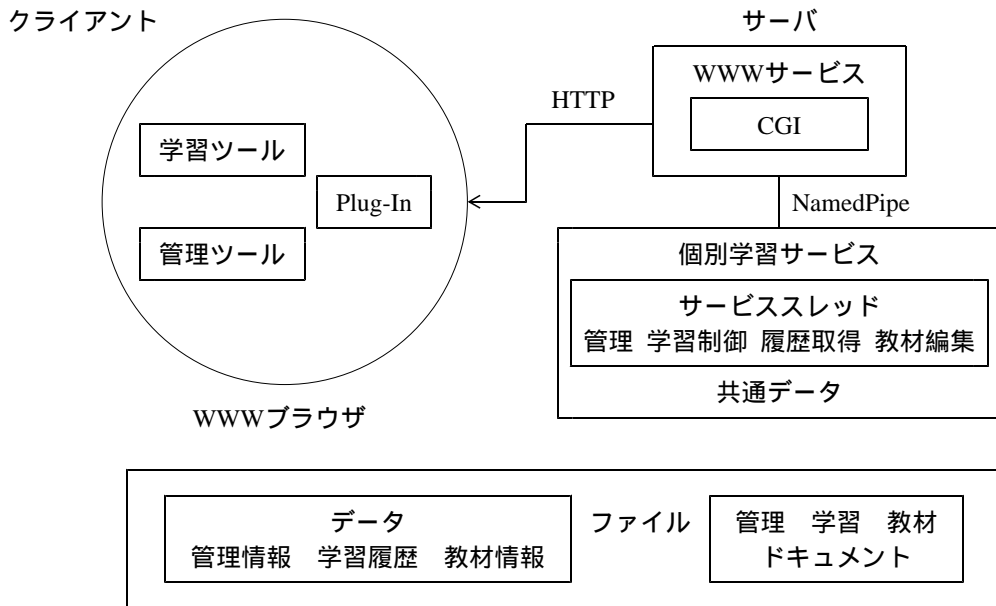 クライアント
サーバ
WWWサービス
HTTP
CGI
学習ツール
Plug-In
NamedPipe
管理ツール
個別学習サービス
サービススレッド
管理 学習制御 履歴取得 教材編集
共通データ
WWWブラウザ
データ
管理情報 学習履歴 教材情報
ファイル
管理 学習 教材
ドキュメント